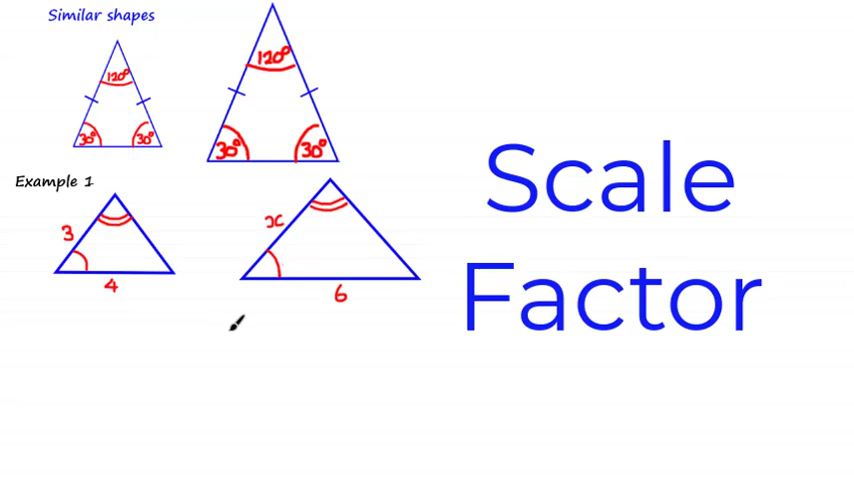 Similar shapes
120°
30° 30°
120°
30° 30°
Example 1
3
4
x
6
Scale
Factor